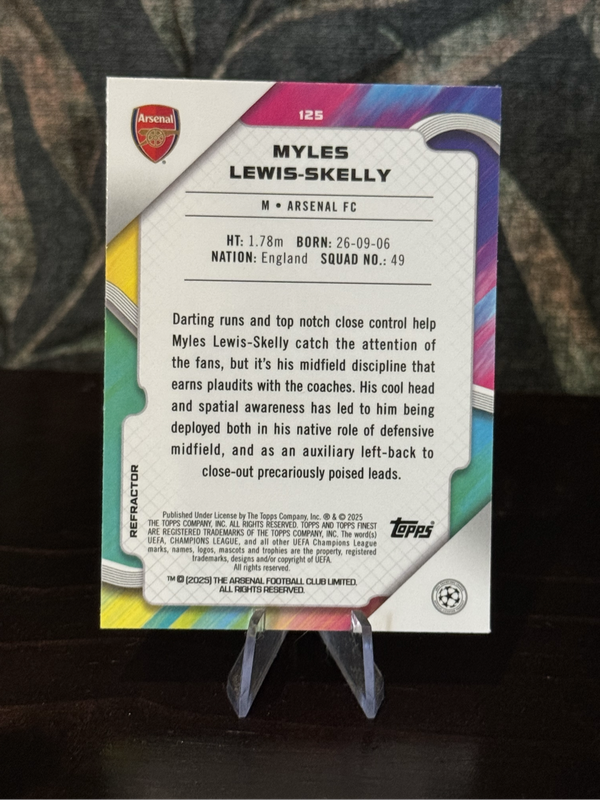 Arsenal
125
MYLES
LEWIS-SKELLY
M • ARSENAL FC
HT: 1.78m BORN: 26-09-06
NATION: England SQUAD NO.: 49
Darting runs and top notch close control help
Myles Lewis-Skelly catch the attention of
the fans, but it's his midfield discipline that
earns plaudits with the coaches. His cool head
and spatial awareness has led to him being
deployed both in his native role of defensive
midfield, and as an auxiliary left-back to
close-out precariously poised leads.
REFRACTOR
Published Under License by The Topps Company, Inc. ® & © 2025
THE TOPPS COMPANY, INC. ALL RIGHTS RESERVED. TOPPS AND TOPPS FINEST
ARE REGISTERED TRADEMARKS OF THE TOPPS COMPANY, INC. The word(s)
UEFA, CHAMPIONS LEAGUE, and all other UEFA Champions League
marks, names, logos, mascots and trophies are the property, registered
trademarks, designs and/or copyright of UEFA.
All rights reserved.
™ © [2025] THE ARSENAL FOOTBALL CLUB LIMITED.
ALL RIGHTS RESERVED.
TOPPS®